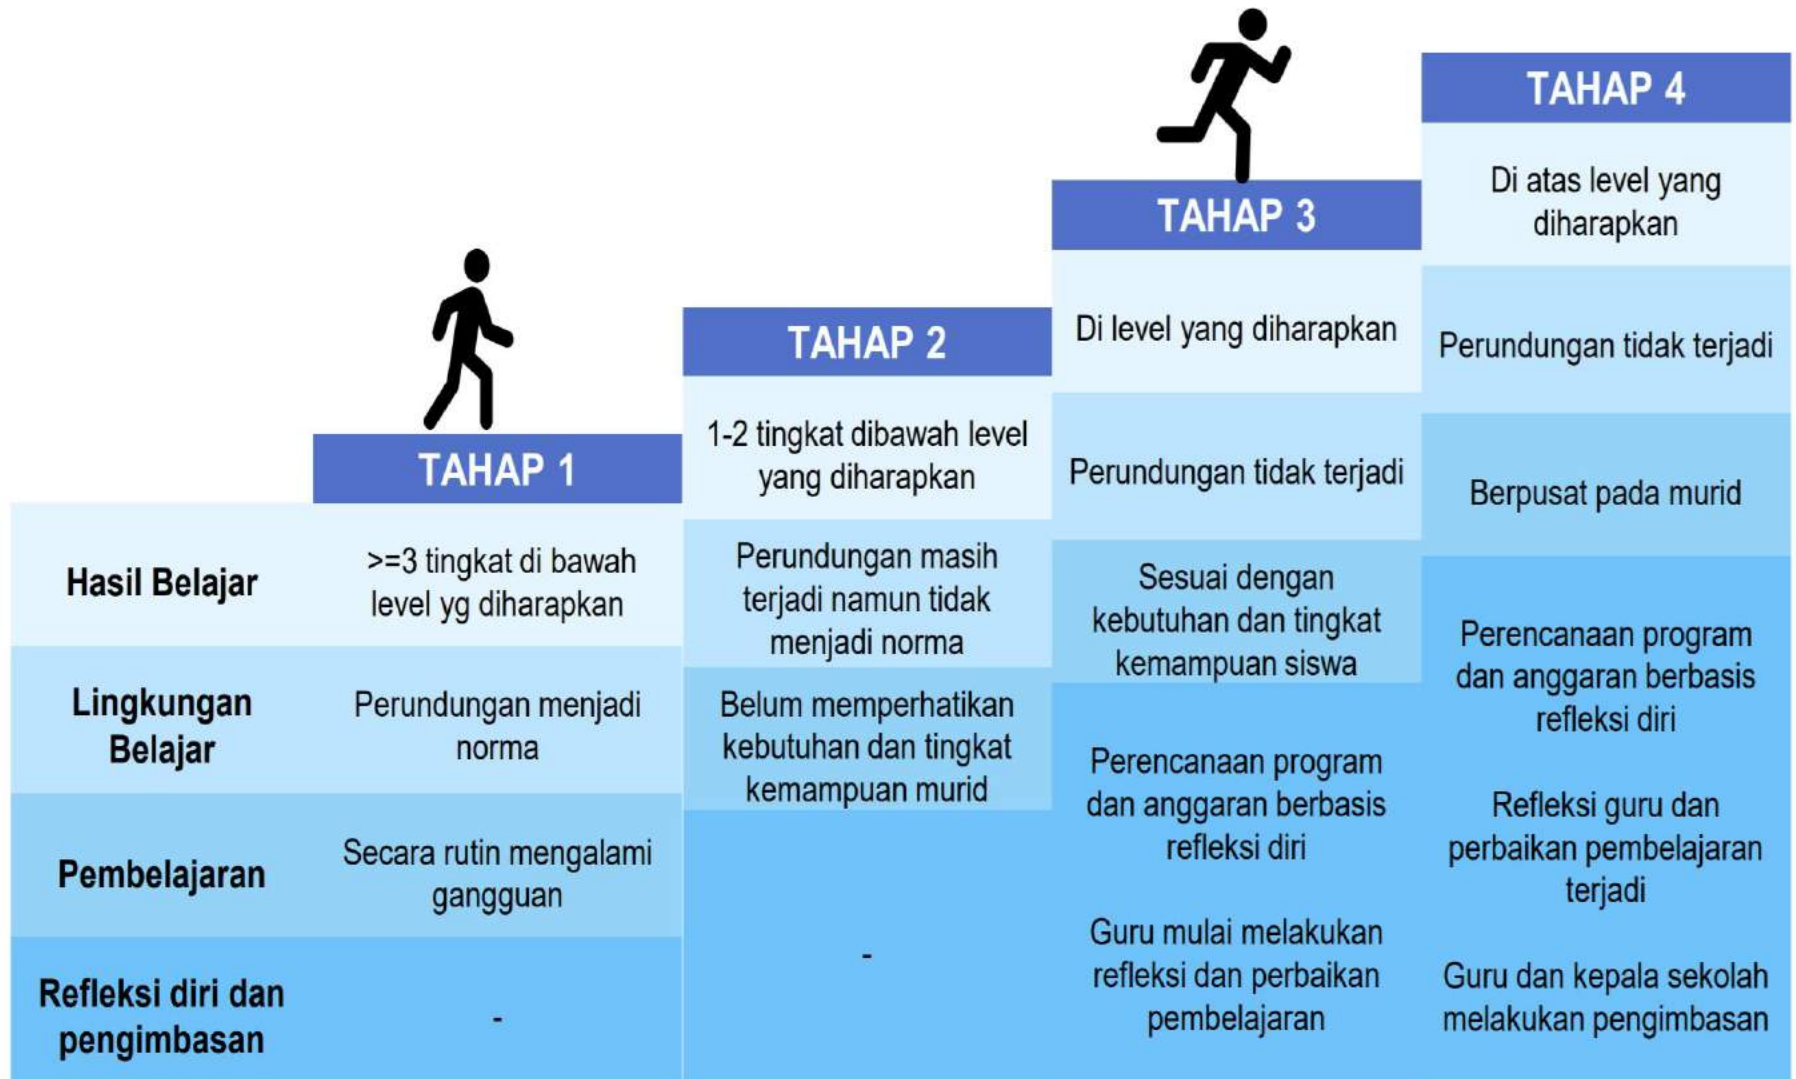 TAHAP 1
TAHAP 2
TAHAP 3
TAHAP 4
Hasil Belajar
>=3 tingkat di bawah
level yg diharapkan
1-2 tingkat dibawah level
yang diharapkan
Di level yang diharapkan
Di atas level yang
diharapkan
Lingkungan
Belajar
Perundungan menjadi
norma
Perundungan masih
terjadi namun tidak
menjadi norma
Perundungan tidak terjadi
Perundungan tidak terjadi
Pembelajaran
Secara rutin mengalami
gangguan
Belum memperhatikan
kebutuhan dan tingkat
kemampuan murid
Sesuai dengan
kebutuhan dan tingkat
kemampuan siswa
Berpusat pada murid
Refleksi diri dan
pengimbasan
-
-
Perencanaan program
dan anggaran berbasis
refleksi diri
Guru mulai melakukan
refleksi dan perbaikan
pembelajaran
Perencanaan program
dan anggaran berbasis
refleksi diri
Refleksi guru dan
perbaikan pembelajaran
terjadi
Guru dan kepala sekolah
melakukan pengimbasan